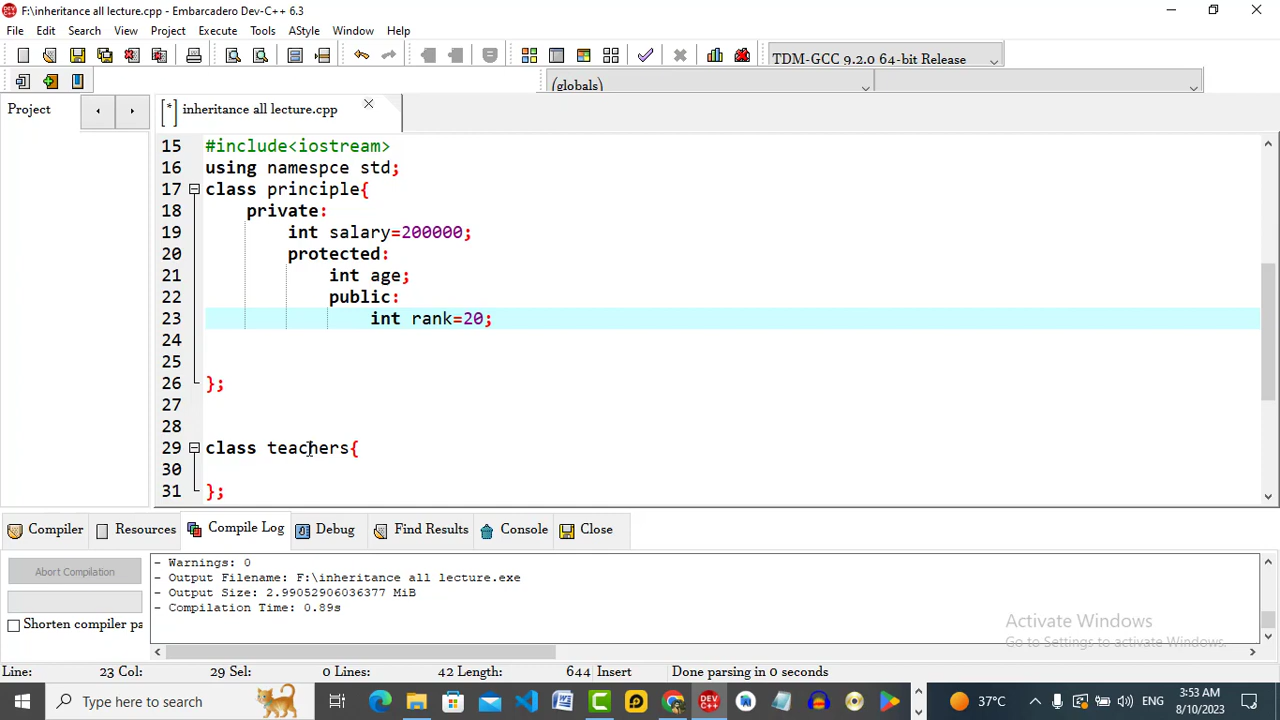 F:\inheritance all lecture.cpp - Embarcadero Dev-C++ 6.3
File Edit Search View Project Execute Tools AStyle Window Help
TDM-GCC 9.2.0 64-bit Release
(globals)
Project
[*] inheritance all lecture.cpp
15 #include<iostream>
16 using namespce std;
17 class principle{
18 private:
19 int salary=200000;
20 protected:
21 int age;
22 public:
23 int rank=20;
24
25
26 };
27
28
29 class teachers{
30
31 };
Compiler Resources Compile Log Debug Find Results Console Close
Abort Compilation
Shorten compiler pa
- Warnings: 0
- Output Filename: F:\inheritance all lecture.exe
- Output Size: 2.99052906036377 MiB
- Compilation Time: 0.89s
Activate Windows
Go to Settings to activate Windows.
Line: 23 Col: 29 Sel: 0 Lines: 42 Length: 644 Insert Done parsing in 0 seconds
Type here to search
37°C
ENG
3:53 AM
8/10/2023